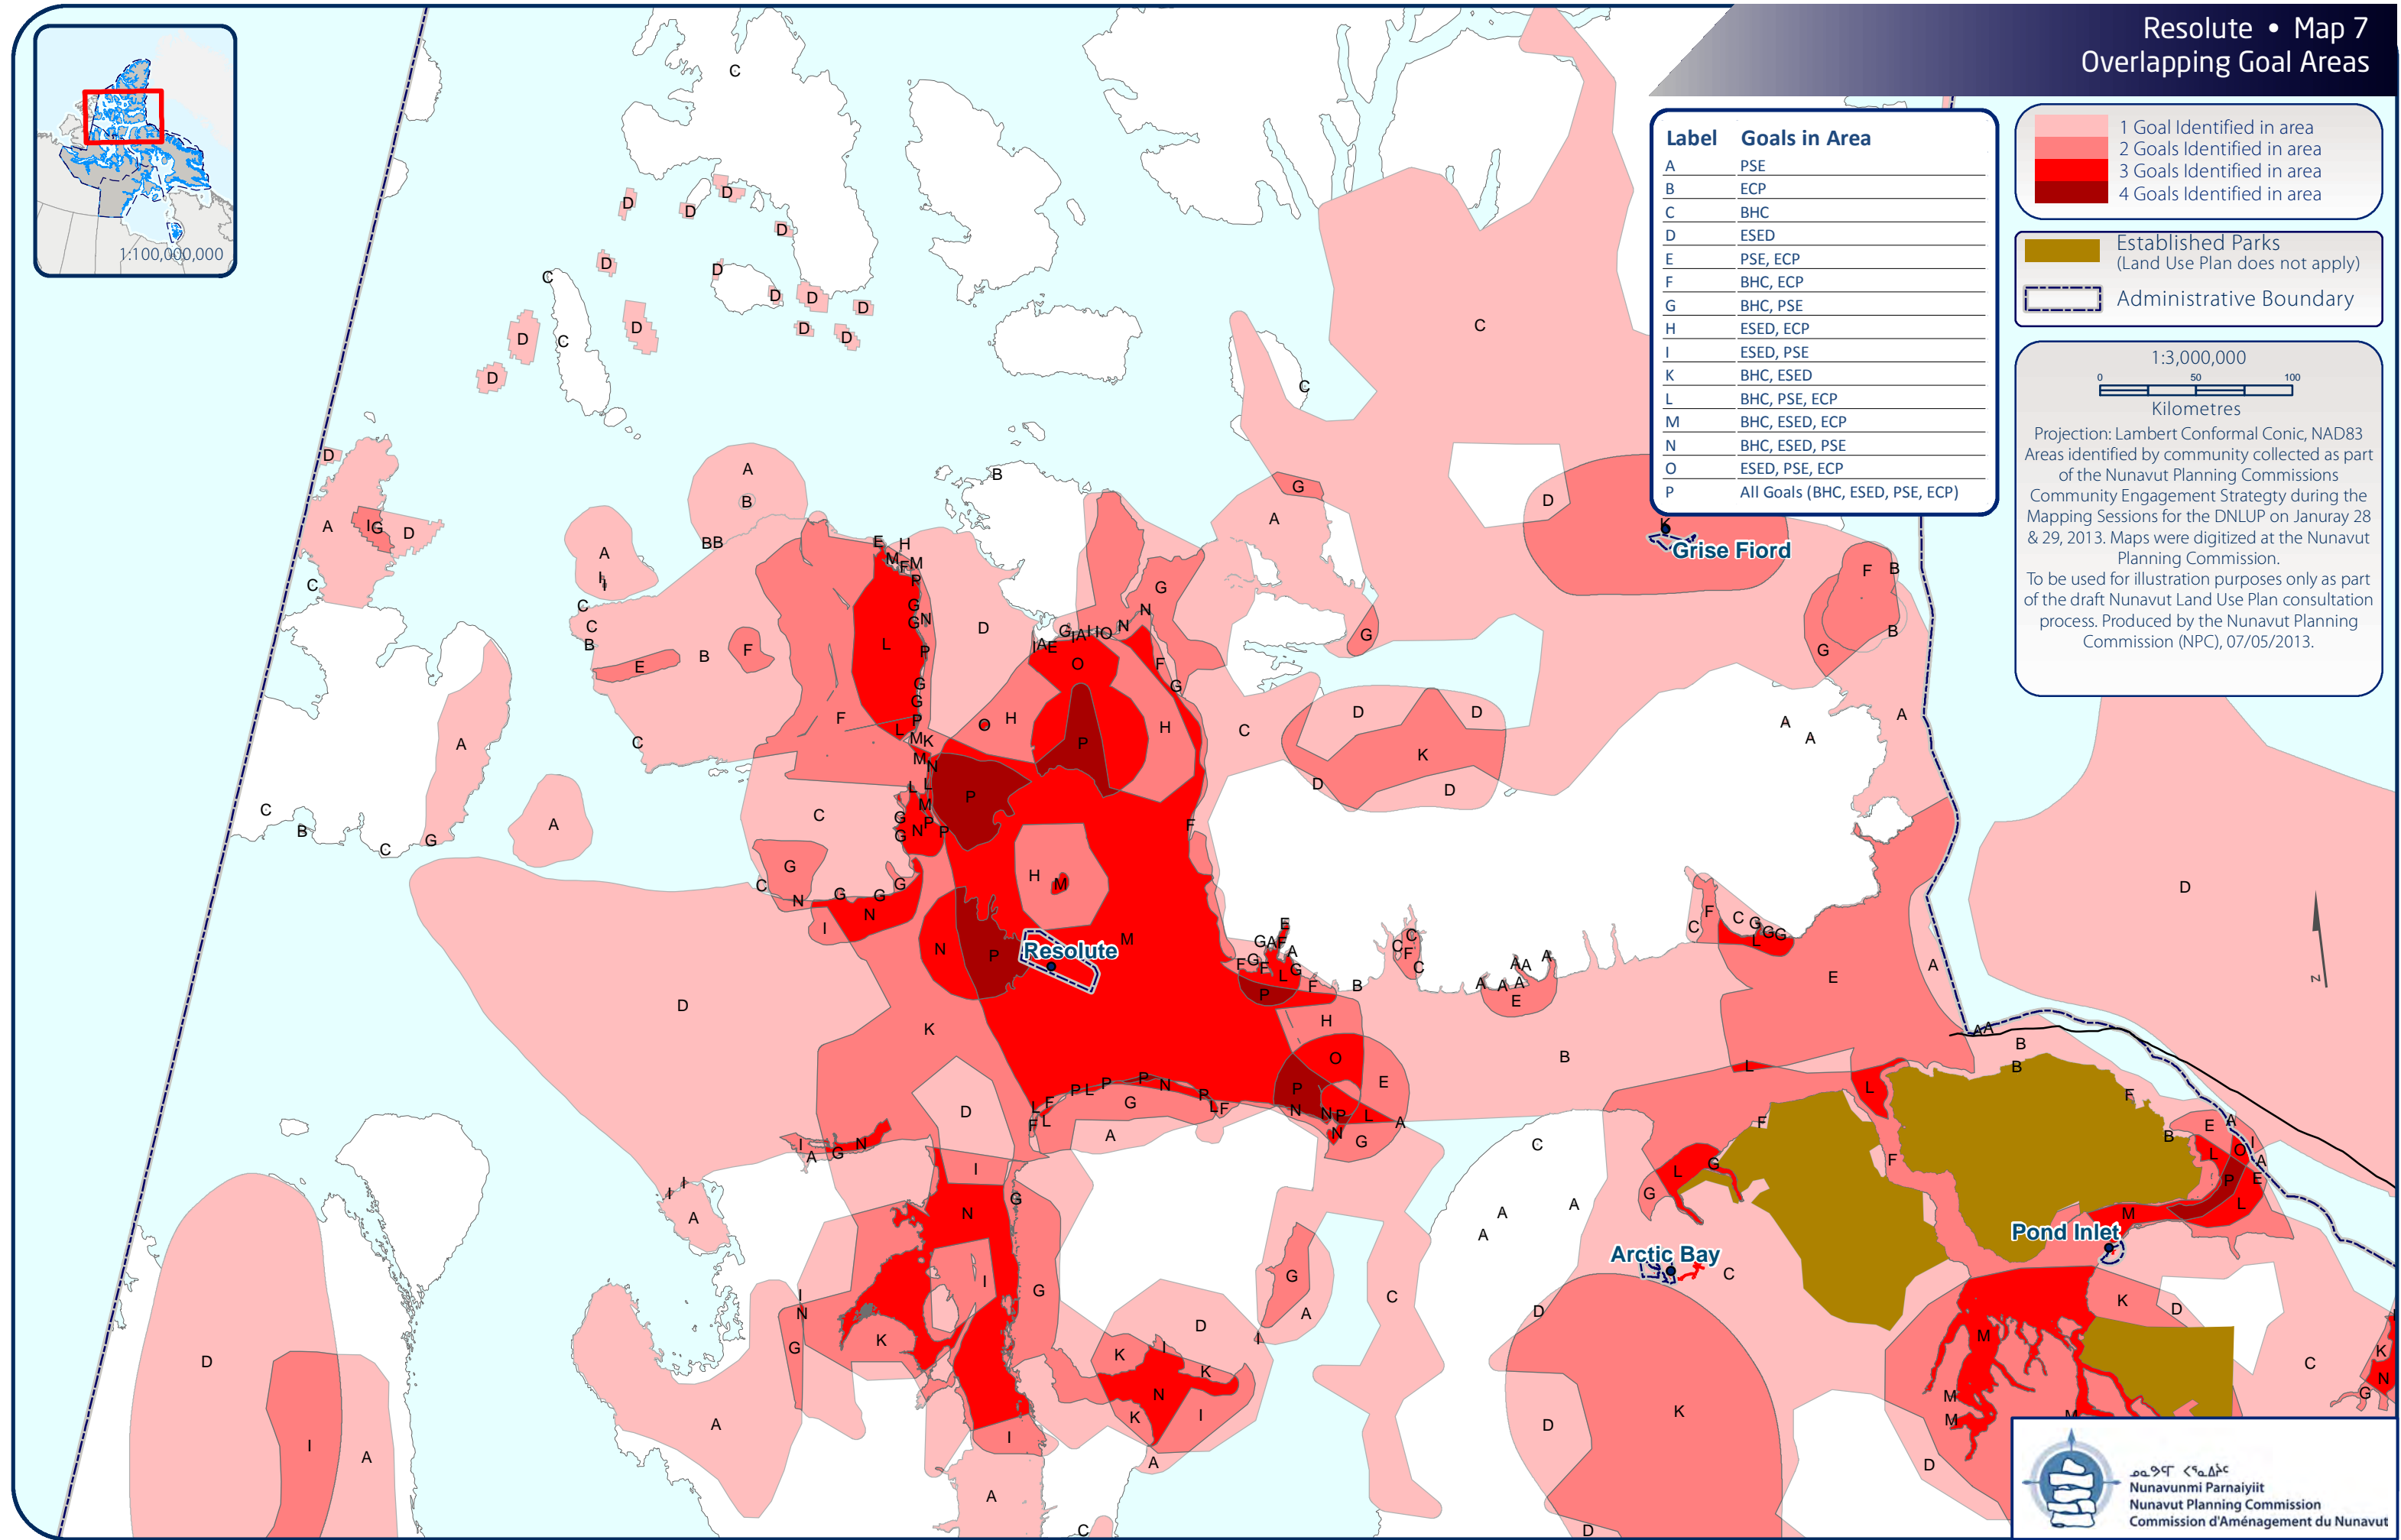 Resolute • Map 7
Overlapping Goal Areas
1:100,000,000
Label Goals in Area
A PSE
B ECP
C BHC
D ESED
E PSE, ECP
F BHC, ECP
G BHC, PSE
H ESED, ECP
I ESED, PSE
K BHC, ESED
L BHC, PSE, ECP
M BHC, ESED, ECP
N BHC, ESED, PSE
O ESED, PSE, ECP
P All Goals (BHC, ESED, PSE, ECP)
1 Goal Identified in area
2 Goals Identified in area
3 Goals Identified in area
4 Goals Identified in area
Established Parks
(Land Use Plan does not apply)
Administrative Boundary
1:3,000,000
0 50 100
Kilometres
Projection: Lambert Conformal Conic, NAD83
Areas identified by community collected as part
of the Nunavut Planning Commissions
Community Engagement Strategty during the
Mapping Sessions for the DNLUP on Januray 28
& 29, 2013. Maps were digitized at the Nunavut
Planning Commission.
To be used for illustration purposes only as part
of the draft Nunavut Land Use Plan consultation
process. Produced by the Nunavut Planning
Commission (NPC), 07/05/2013.
Grise Fiord
Resolute
Arctic Bay
Pond Inlet
N
Nunavunmi Parnaiyiit
Nunavut Planning Commission
Commission d'Aménagement du Nunavut